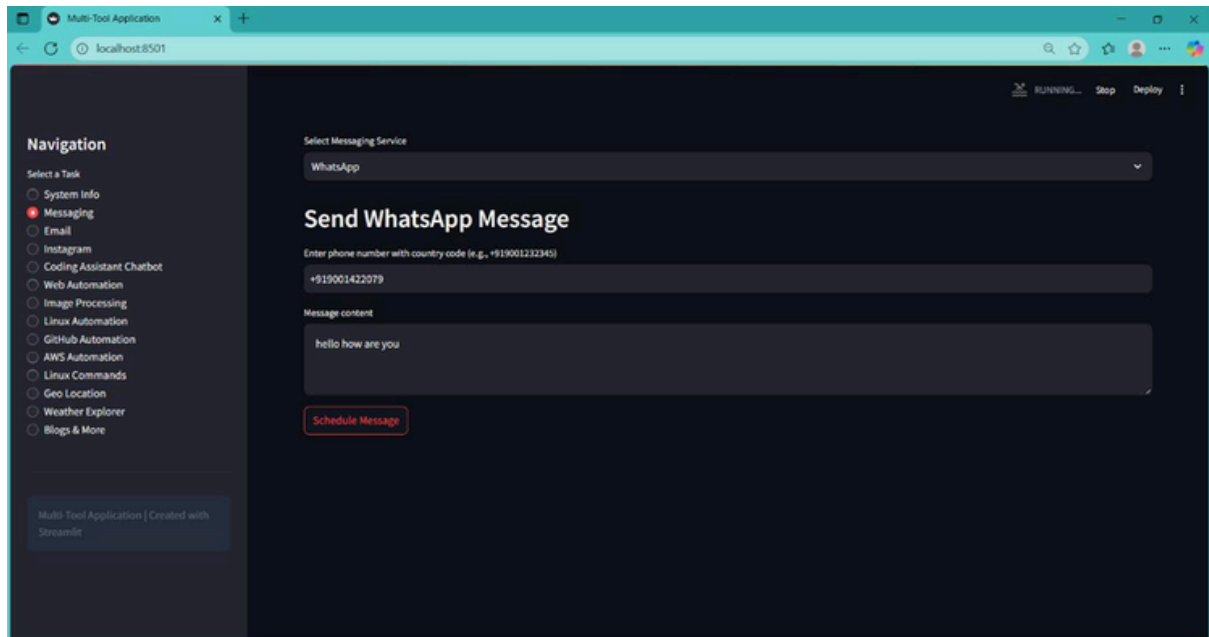 Multi-Tool Application
localhost:8501
RUNNING... Stop Deploy
Navigation
Select a Task
System Info
Messaging
Email
Instagram
Coding Assistant Chatbot
Web Automation
Image Processing
Linux Automation
GitHub Automation
AWS Automation
Linux Commands
Geo Location
Weather Explorer
Blogs & More
Multi-Tool Application | Created with
Streamlit
Select Messaging Service
WhatsApp
Send WhatsApp Message
Enter phone number with country code (e.g., +919001232345)
+919001422079
Message content
hello how are you
Schedule Message